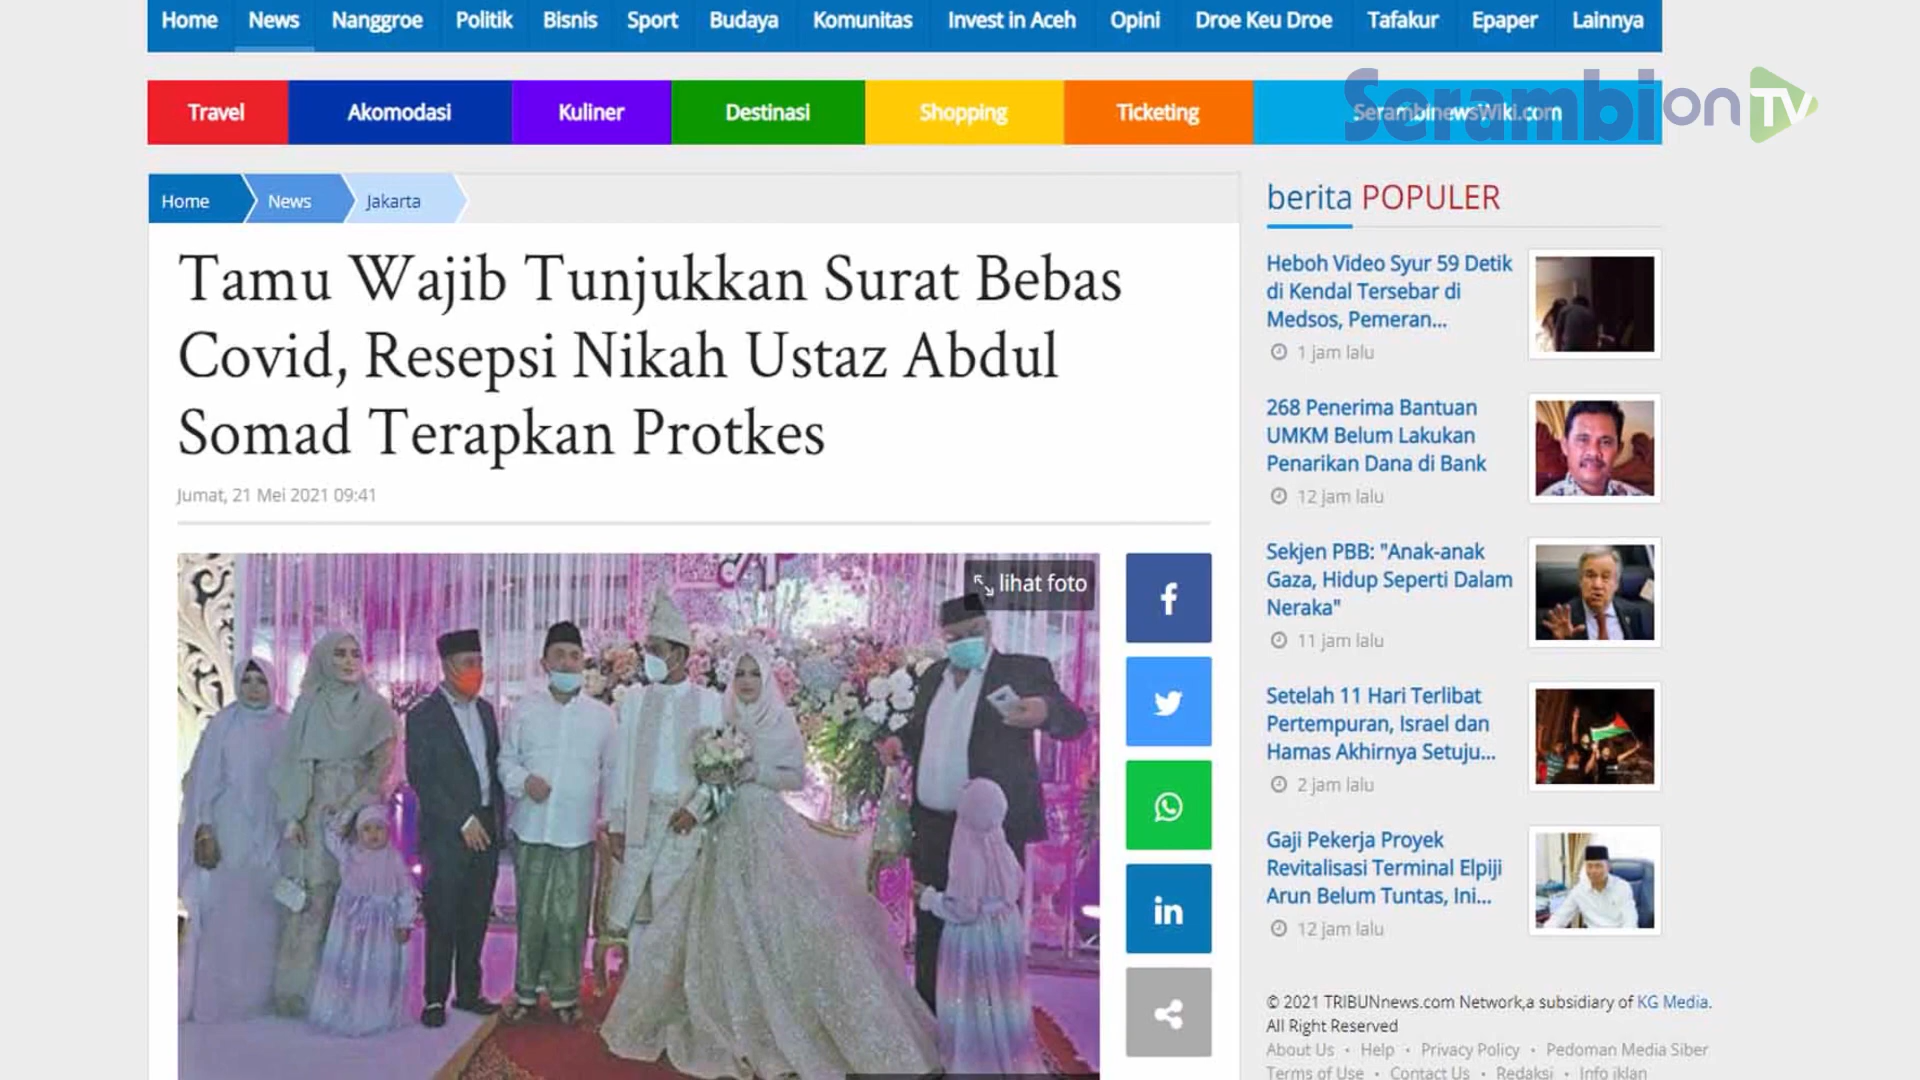 Home News Nanggroe Politik Bisnis Sport Budaya Komunitas Invest in Aceh Opini Droe Keu Droe Tafakur Epaper Lainnya
Travel Akomodasi Kuliner Destinasi Shopping Ticketing SerambinewsWiki.com
Serambi on TV
Home News Jakarta
Tamu Wajib Tunjukkan Surat Bebas
Covid, Resepsi Nikah Ustaz Abdul
Somad Terapkan Protkes
Jumat, 21 Mei 2021 09:41
lihat foto
berita POPULER
Heboh Video Syur 59 Detik
di Kendal Tersebar di
Medsos, Pemeran...
1 jam lalu
268 Penerima Bantuan
UMKM Belum Lakukan
Penarikan Dana di Bank
12 jam lalu
Sekjen PBB: "Anak-anak
Gaza, Hidup Seperti Dalam
Neraka"
11 jam lalu
Setelah 11 Hari Terlibat
Pertempuran, Israel dan
Hamas Akhirnya Setuju...
2 jam lalu
Gaji Pekerja Proyek
Revitalisasi Terminal Elpiji
Arun Belum Tuntas, Ini...
12 jam lalu
© 2021 TRIBUNnews.com Network,a subsidiary of KG Media.
All Right Reserved
About Us • Help • Privacy Policy • Pedoman Media Siber
Terms of Use • Contact Us • Redaksi • Info iklan